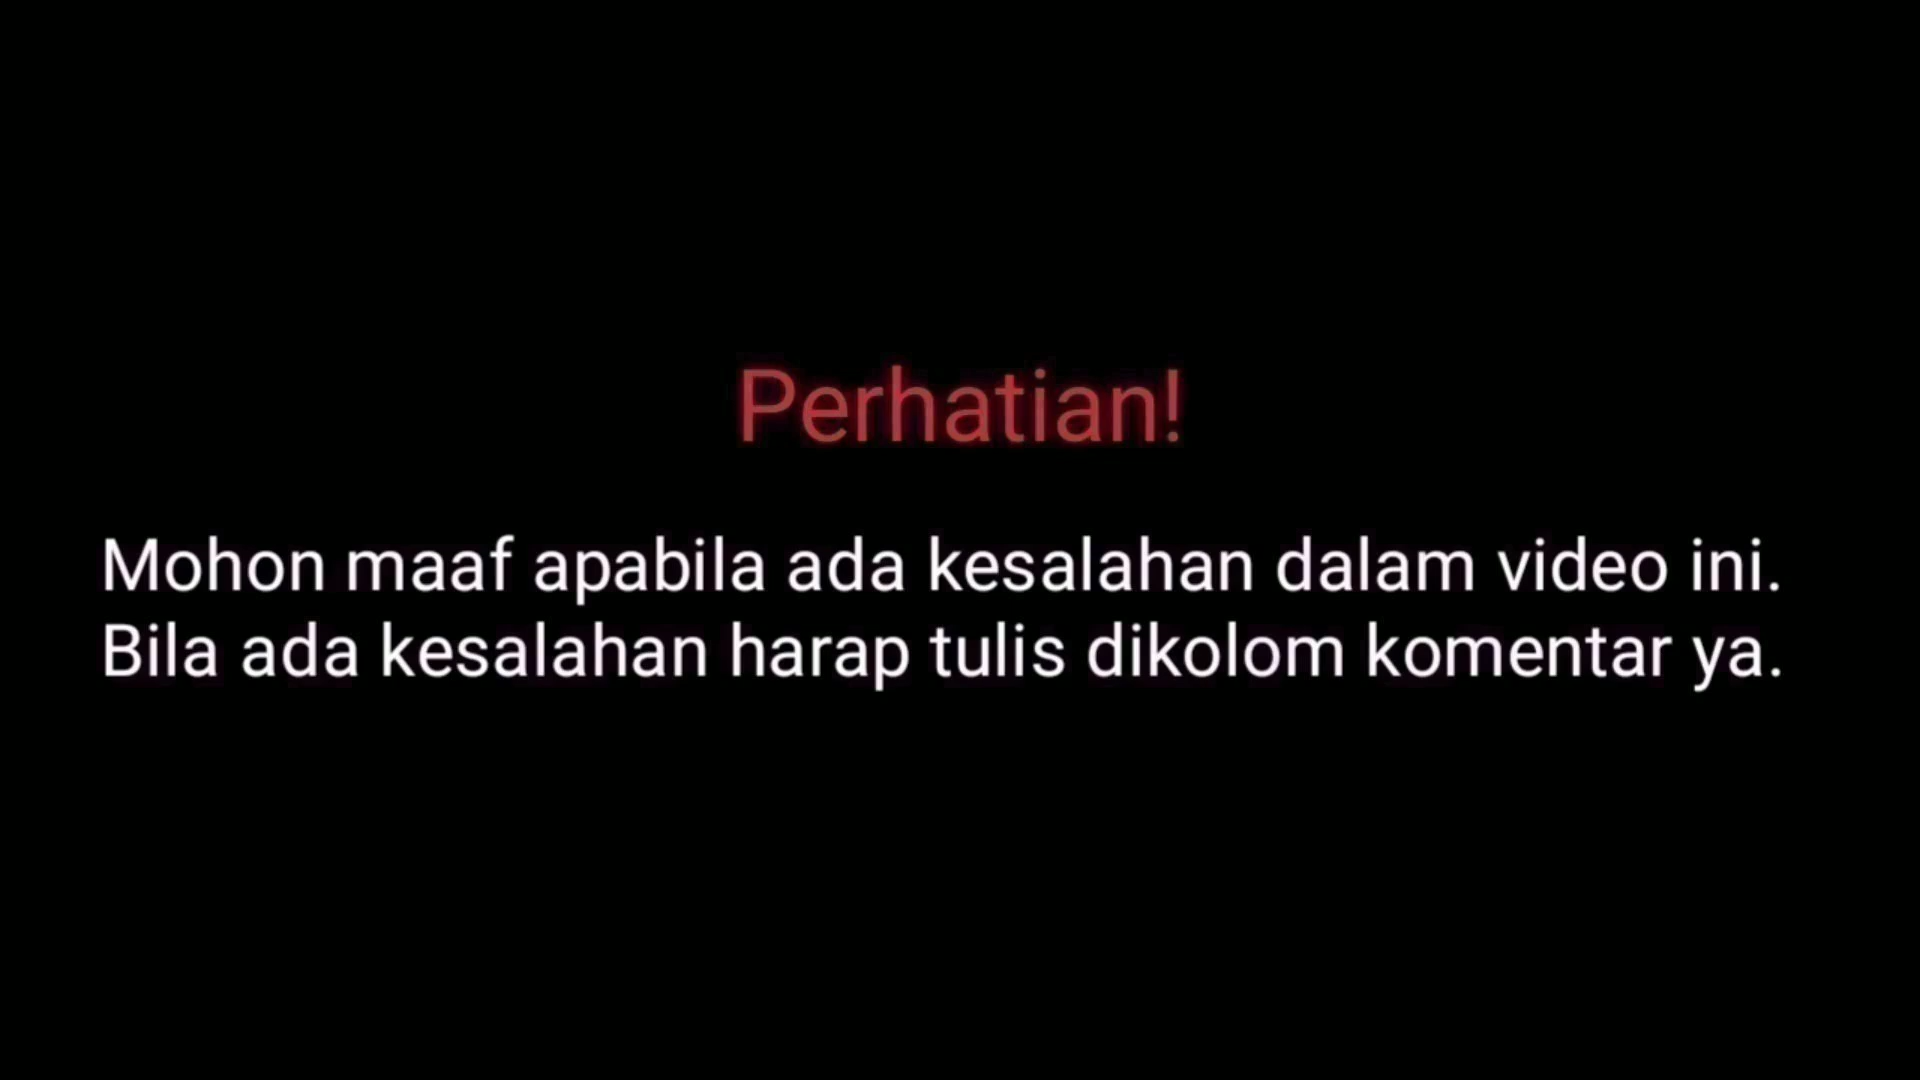 Perhatian!
Mohon maaf apabila ada kesalahan dalam video ini.
Bila ada kesalahan harap tulis dikolom komentar ya.